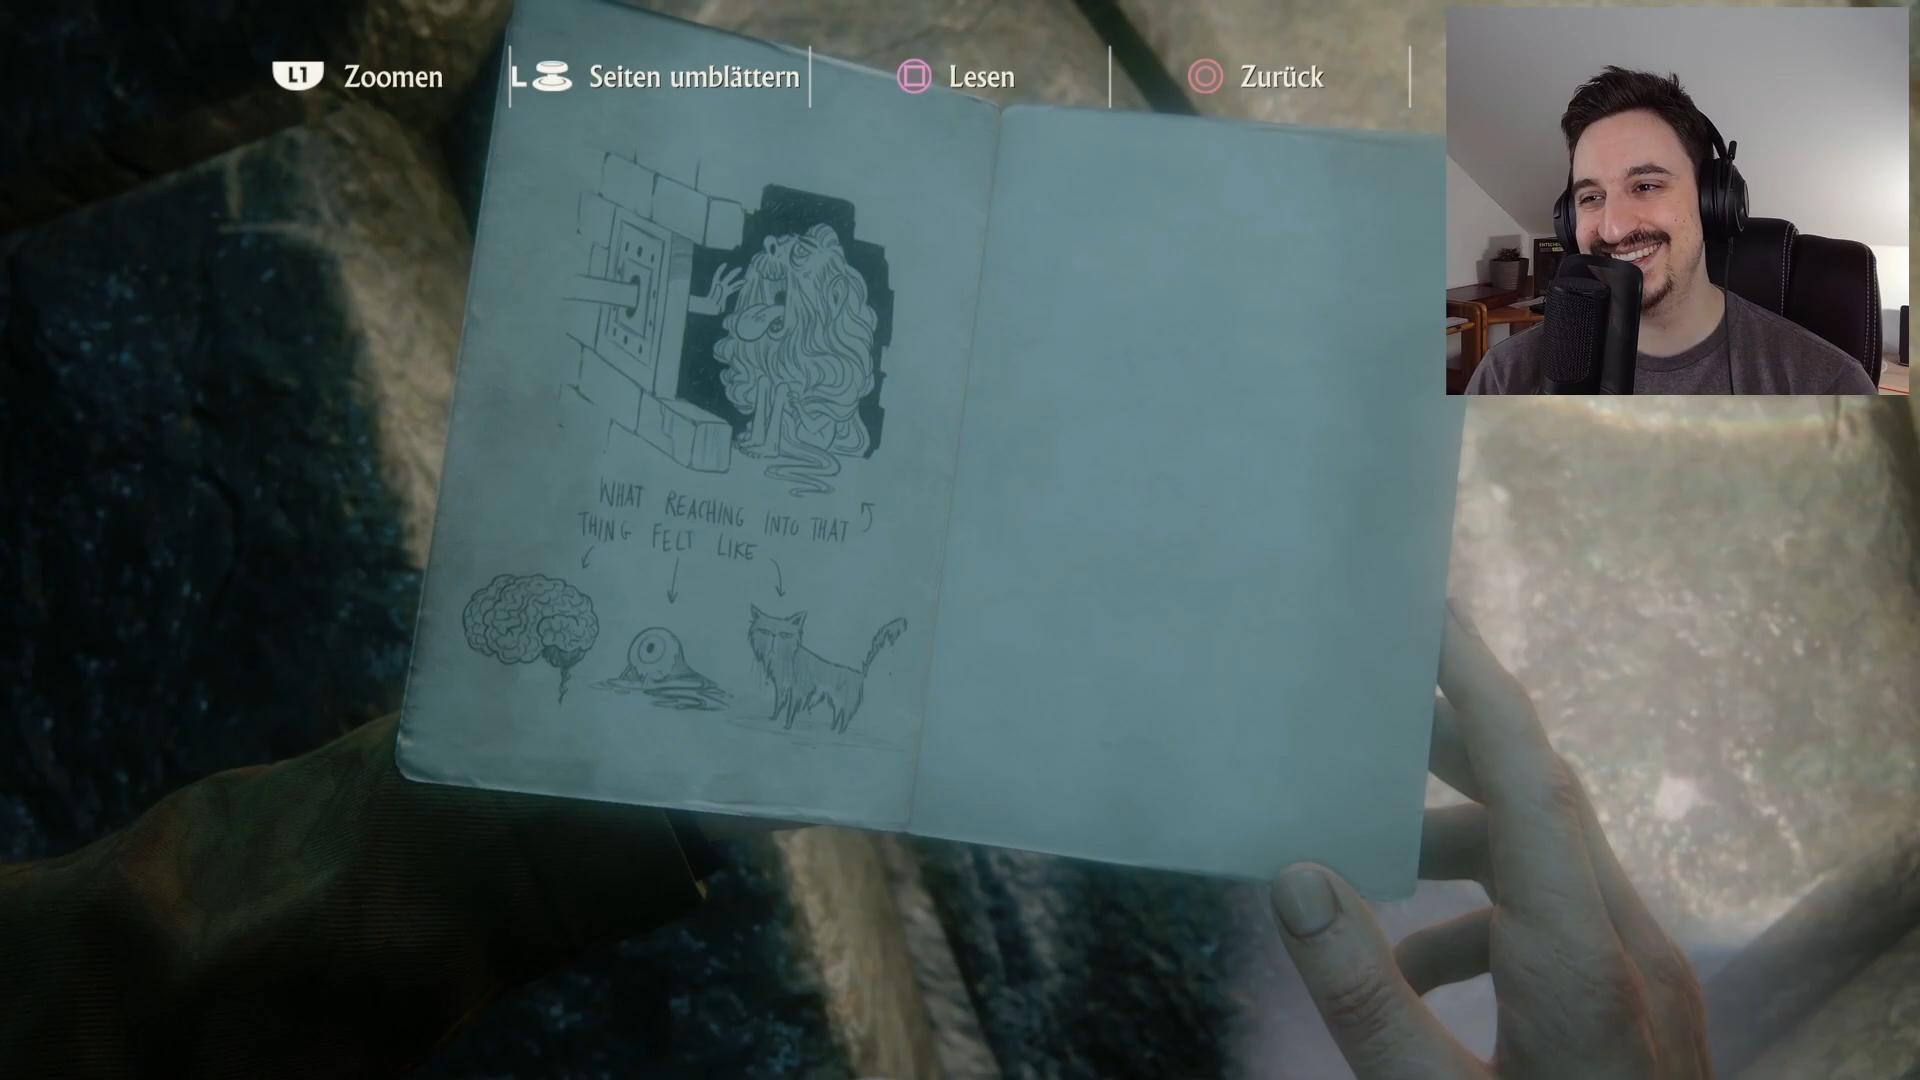 L1 Zoomen
L Seiten umblättern
Lesen
Zurück
WHAT REACHING INTO THAT
THING FELT LIKE